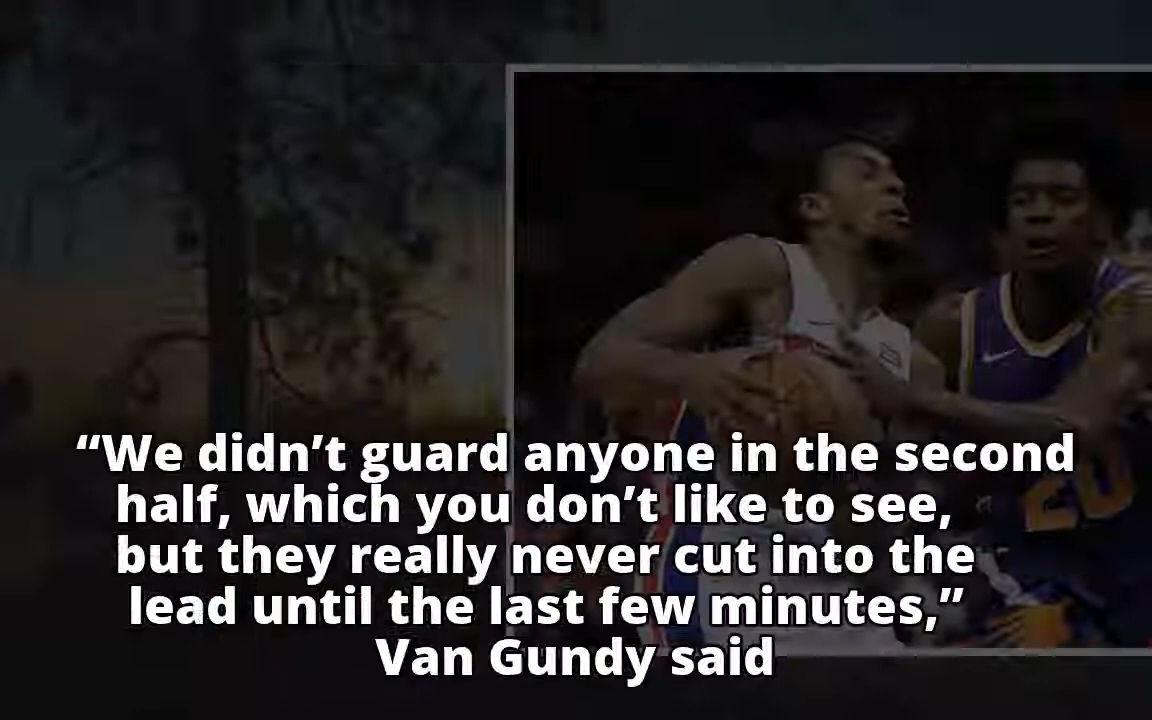 “We didn’t guard anyone in the second
half, which you don’t like to see,
but they really never cut into the
lead until the last few minutes,”
Van Gundy said
20